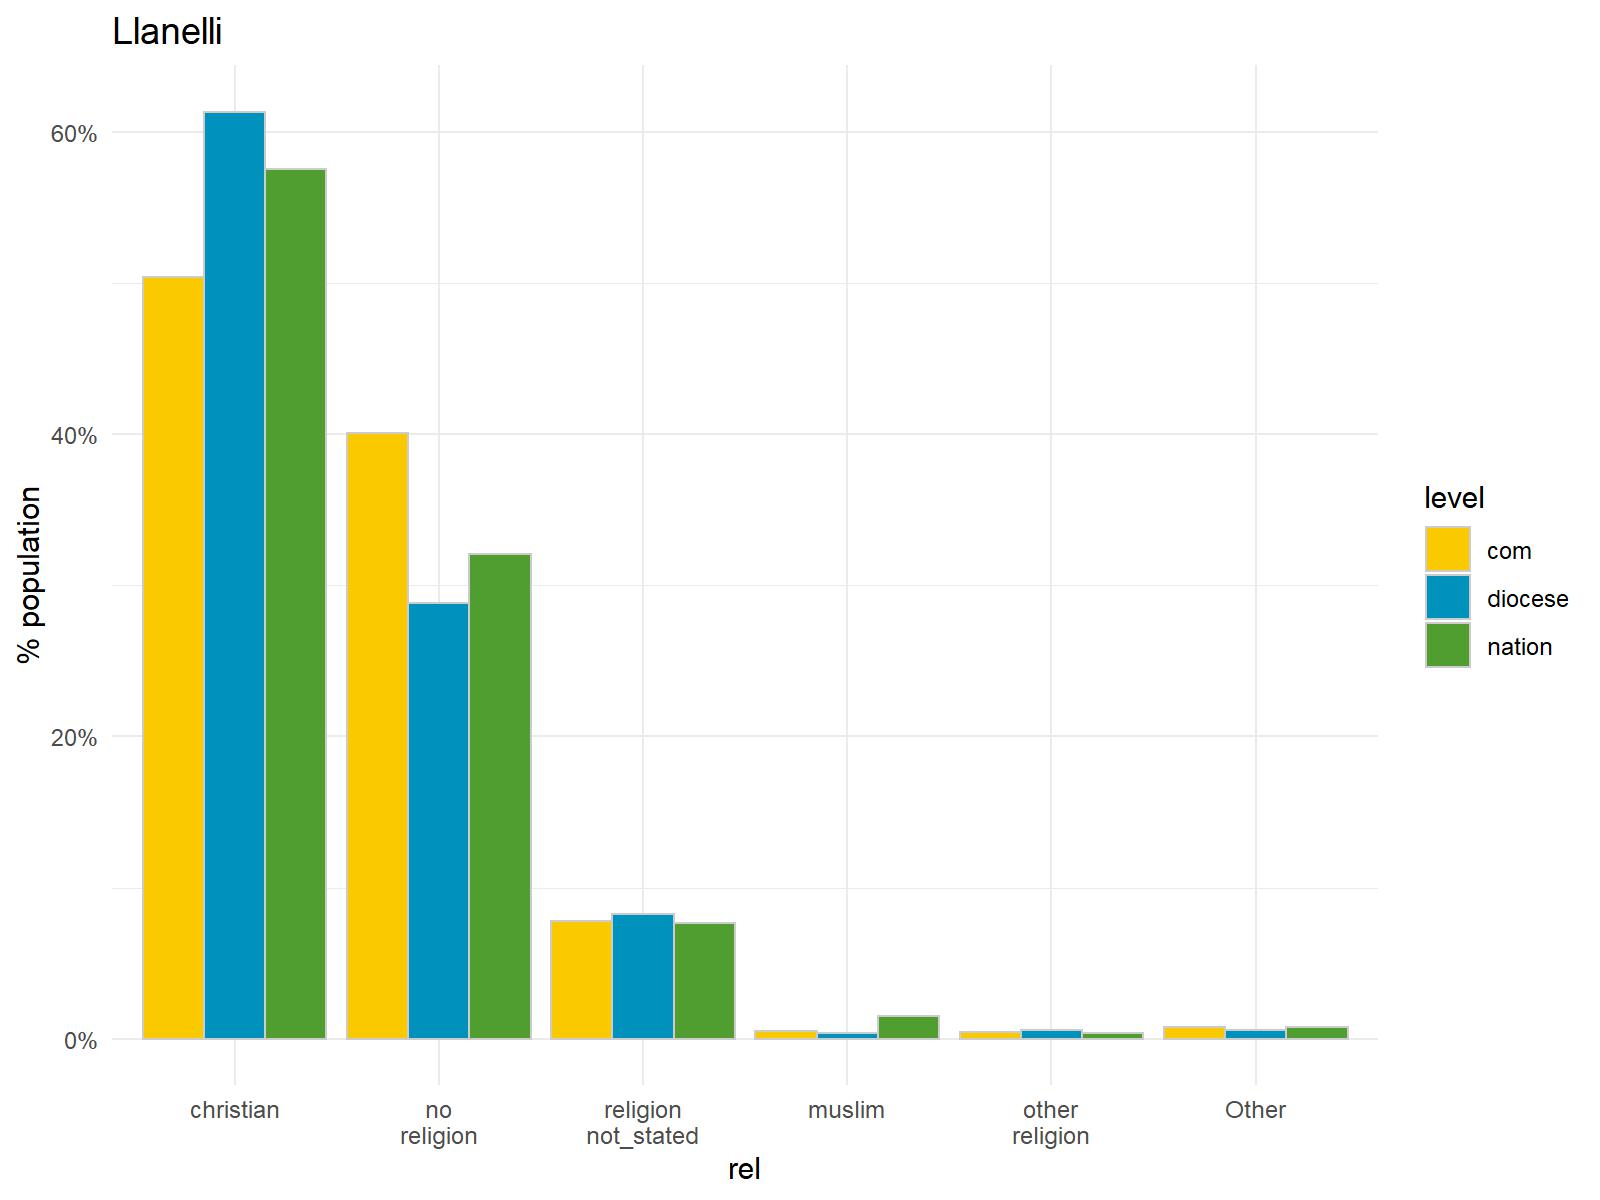 Llanelli
60%
40%
20%
0%
% population
christian
no
religion
religion
not_stated
muslim
other
religion
Other
rel
level
com
diocese
nation